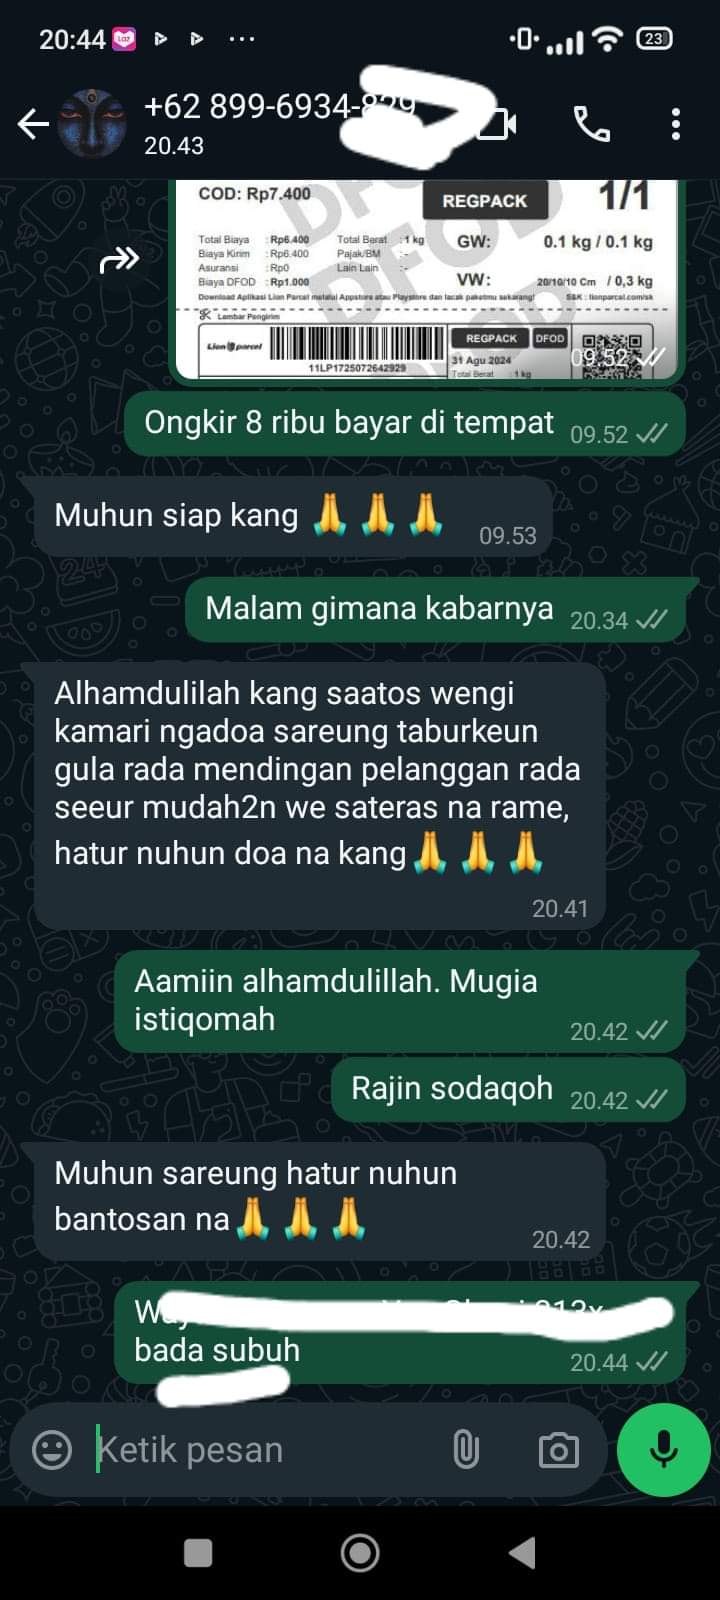 20:44
23
+62 899-6934-
20.43
COD: Rp7.400
REGPACK
1/1
Total Biaya : Rp6.400 Total Berat : 1 kg
GW: 0.1 kg / 0.1 kg
Biaya Kirim : Rp6.400 Pajak/BM : -
Asuransi : Rp0 Lain Lain : -
Biaya DFOD : Rp1.000
VW: 20/10/10 Cm / 0,3 kg
Download Aplikasi Lion Parcel melalui Appstore atau Playstore dan lacak paketmu sekarang! S&K : lionparcel.com/sk
Lembar Pengirim
Lion parcel
REGPACK DFOD
11LP1725072642929
31 Agu 2024
Total Berat : 1 kg
DFOD
09.52
Ongkir 8 ribu bayar di tempat 09.52
Muhun siap kang 🙏🙏🙏 09.53
Malam gimana kabarnya 20.34
Alhamdulilah kang saatos wengi
kamari ngadoa sareung taburkeun
gula rada mendingan pelanggan rada
seeur mudah2n we sateras na rame,
hatur nuhun doa na kang🙏🙏🙏
20.41
Aamiin alhamdulillah. Mugia
istiqomah 20.42
Rajin sodaqoh 20.42
Muhun sareung hatur nuhun
bantosan na🙏🙏🙏 20.42
bada subuh 20.44
Ketik pesan